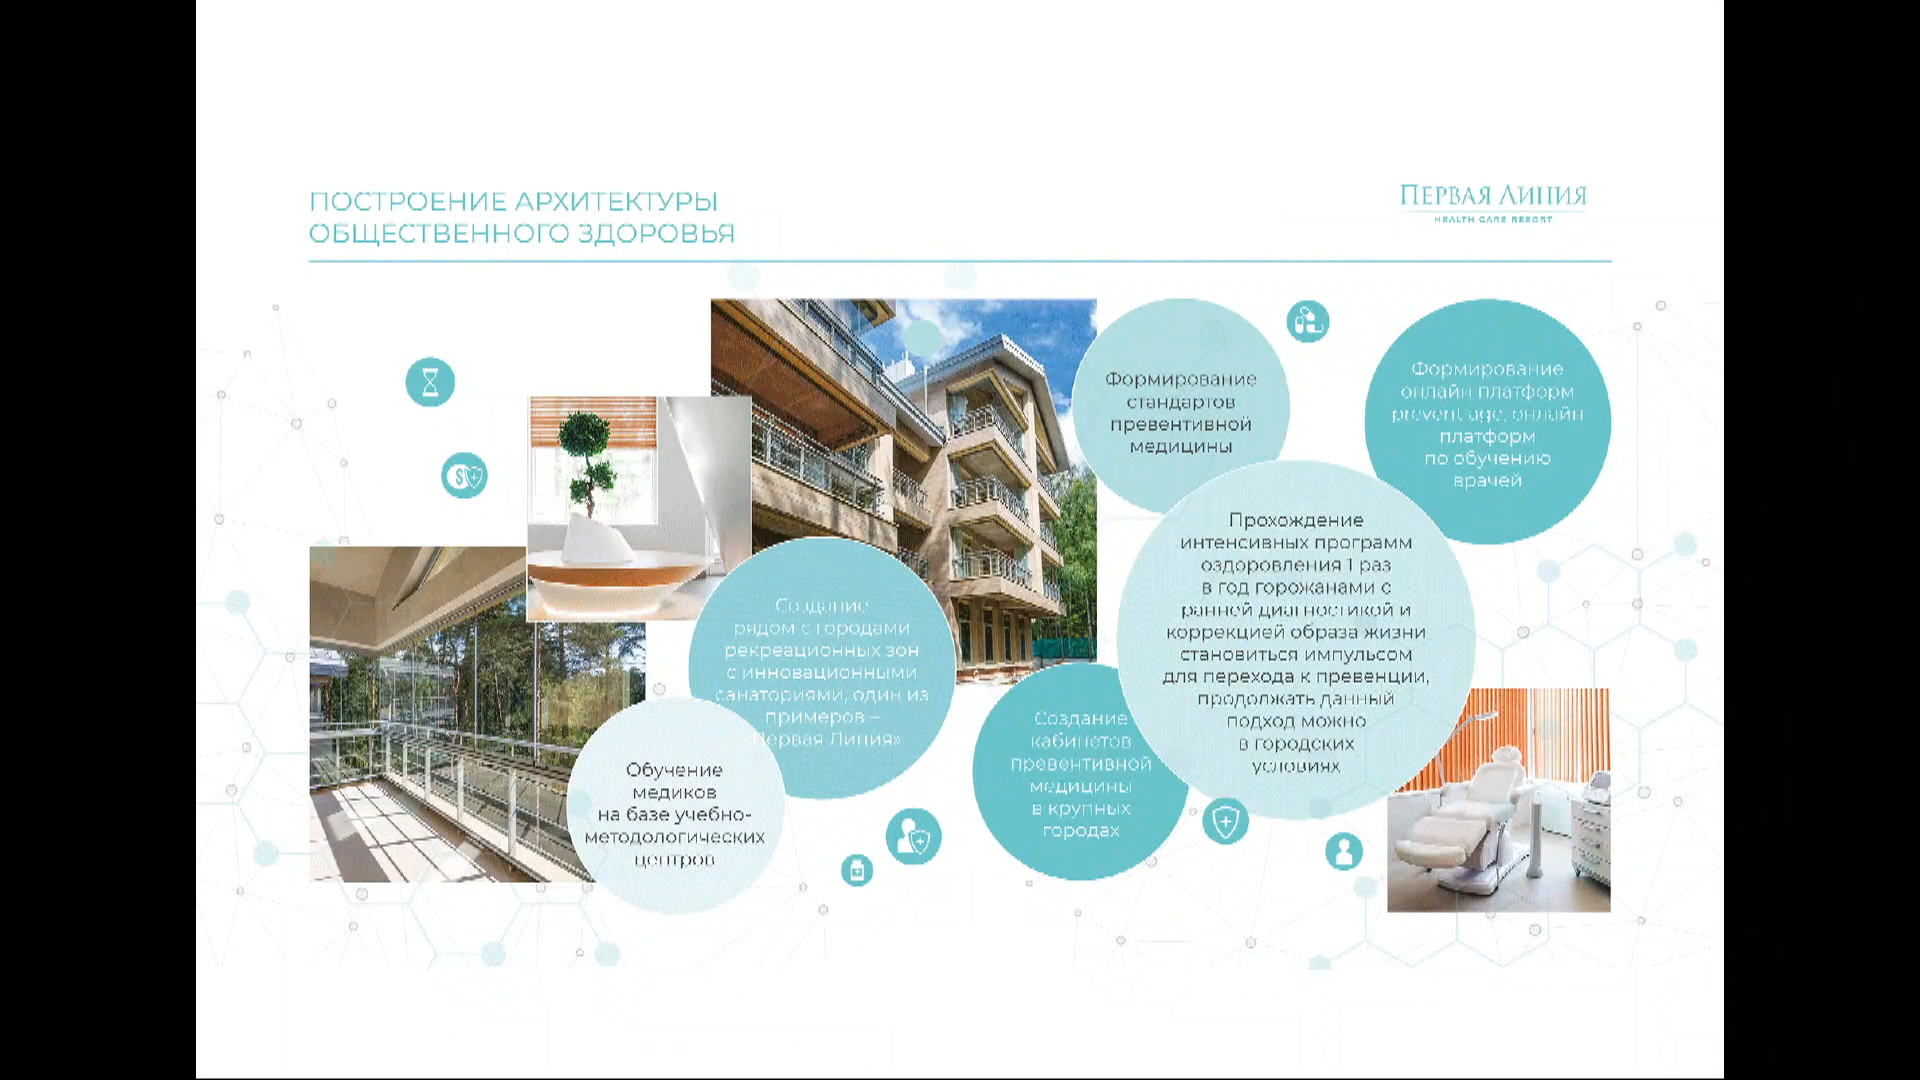 ПОСТРОЕНИЕ АРХИТЕКТУРЫ
ОБЩЕСТВЕННОГО ЗДОРОВЬЯ
ПЕРВАЯ ЛИНИЯ
HEALTH CARE RESORT
Обучение
медиков
на базе учебно-
методологических
центров
Создание
рядом с городами
рекреационных зон
с инновационными
санаториями, один из
примеров –
«Первая Линия»
Создание
кабинетов
превентивной
медицины
в крупных
городах
Формирование
стандартов
превентивной
медицины
Прохождение
интенсивных программ
оздоровления 1 раз
в год горожанами с
ранней диагностикой и
коррекцией образа жизни
становиться импульсом
для перехода к превенции,
продолжать данный
подход можно
в городских
условиях
Формирование
онлайн платформ
prevent age, онлайн
платформ
по обучению
врачей